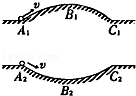 v
A₁ B₁ C₁
v
A₂ B₂ C₂